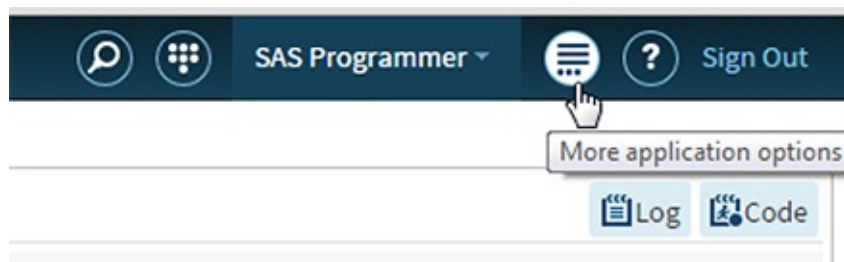 SAS Programmer
? Sign Out
More application options
Log Code